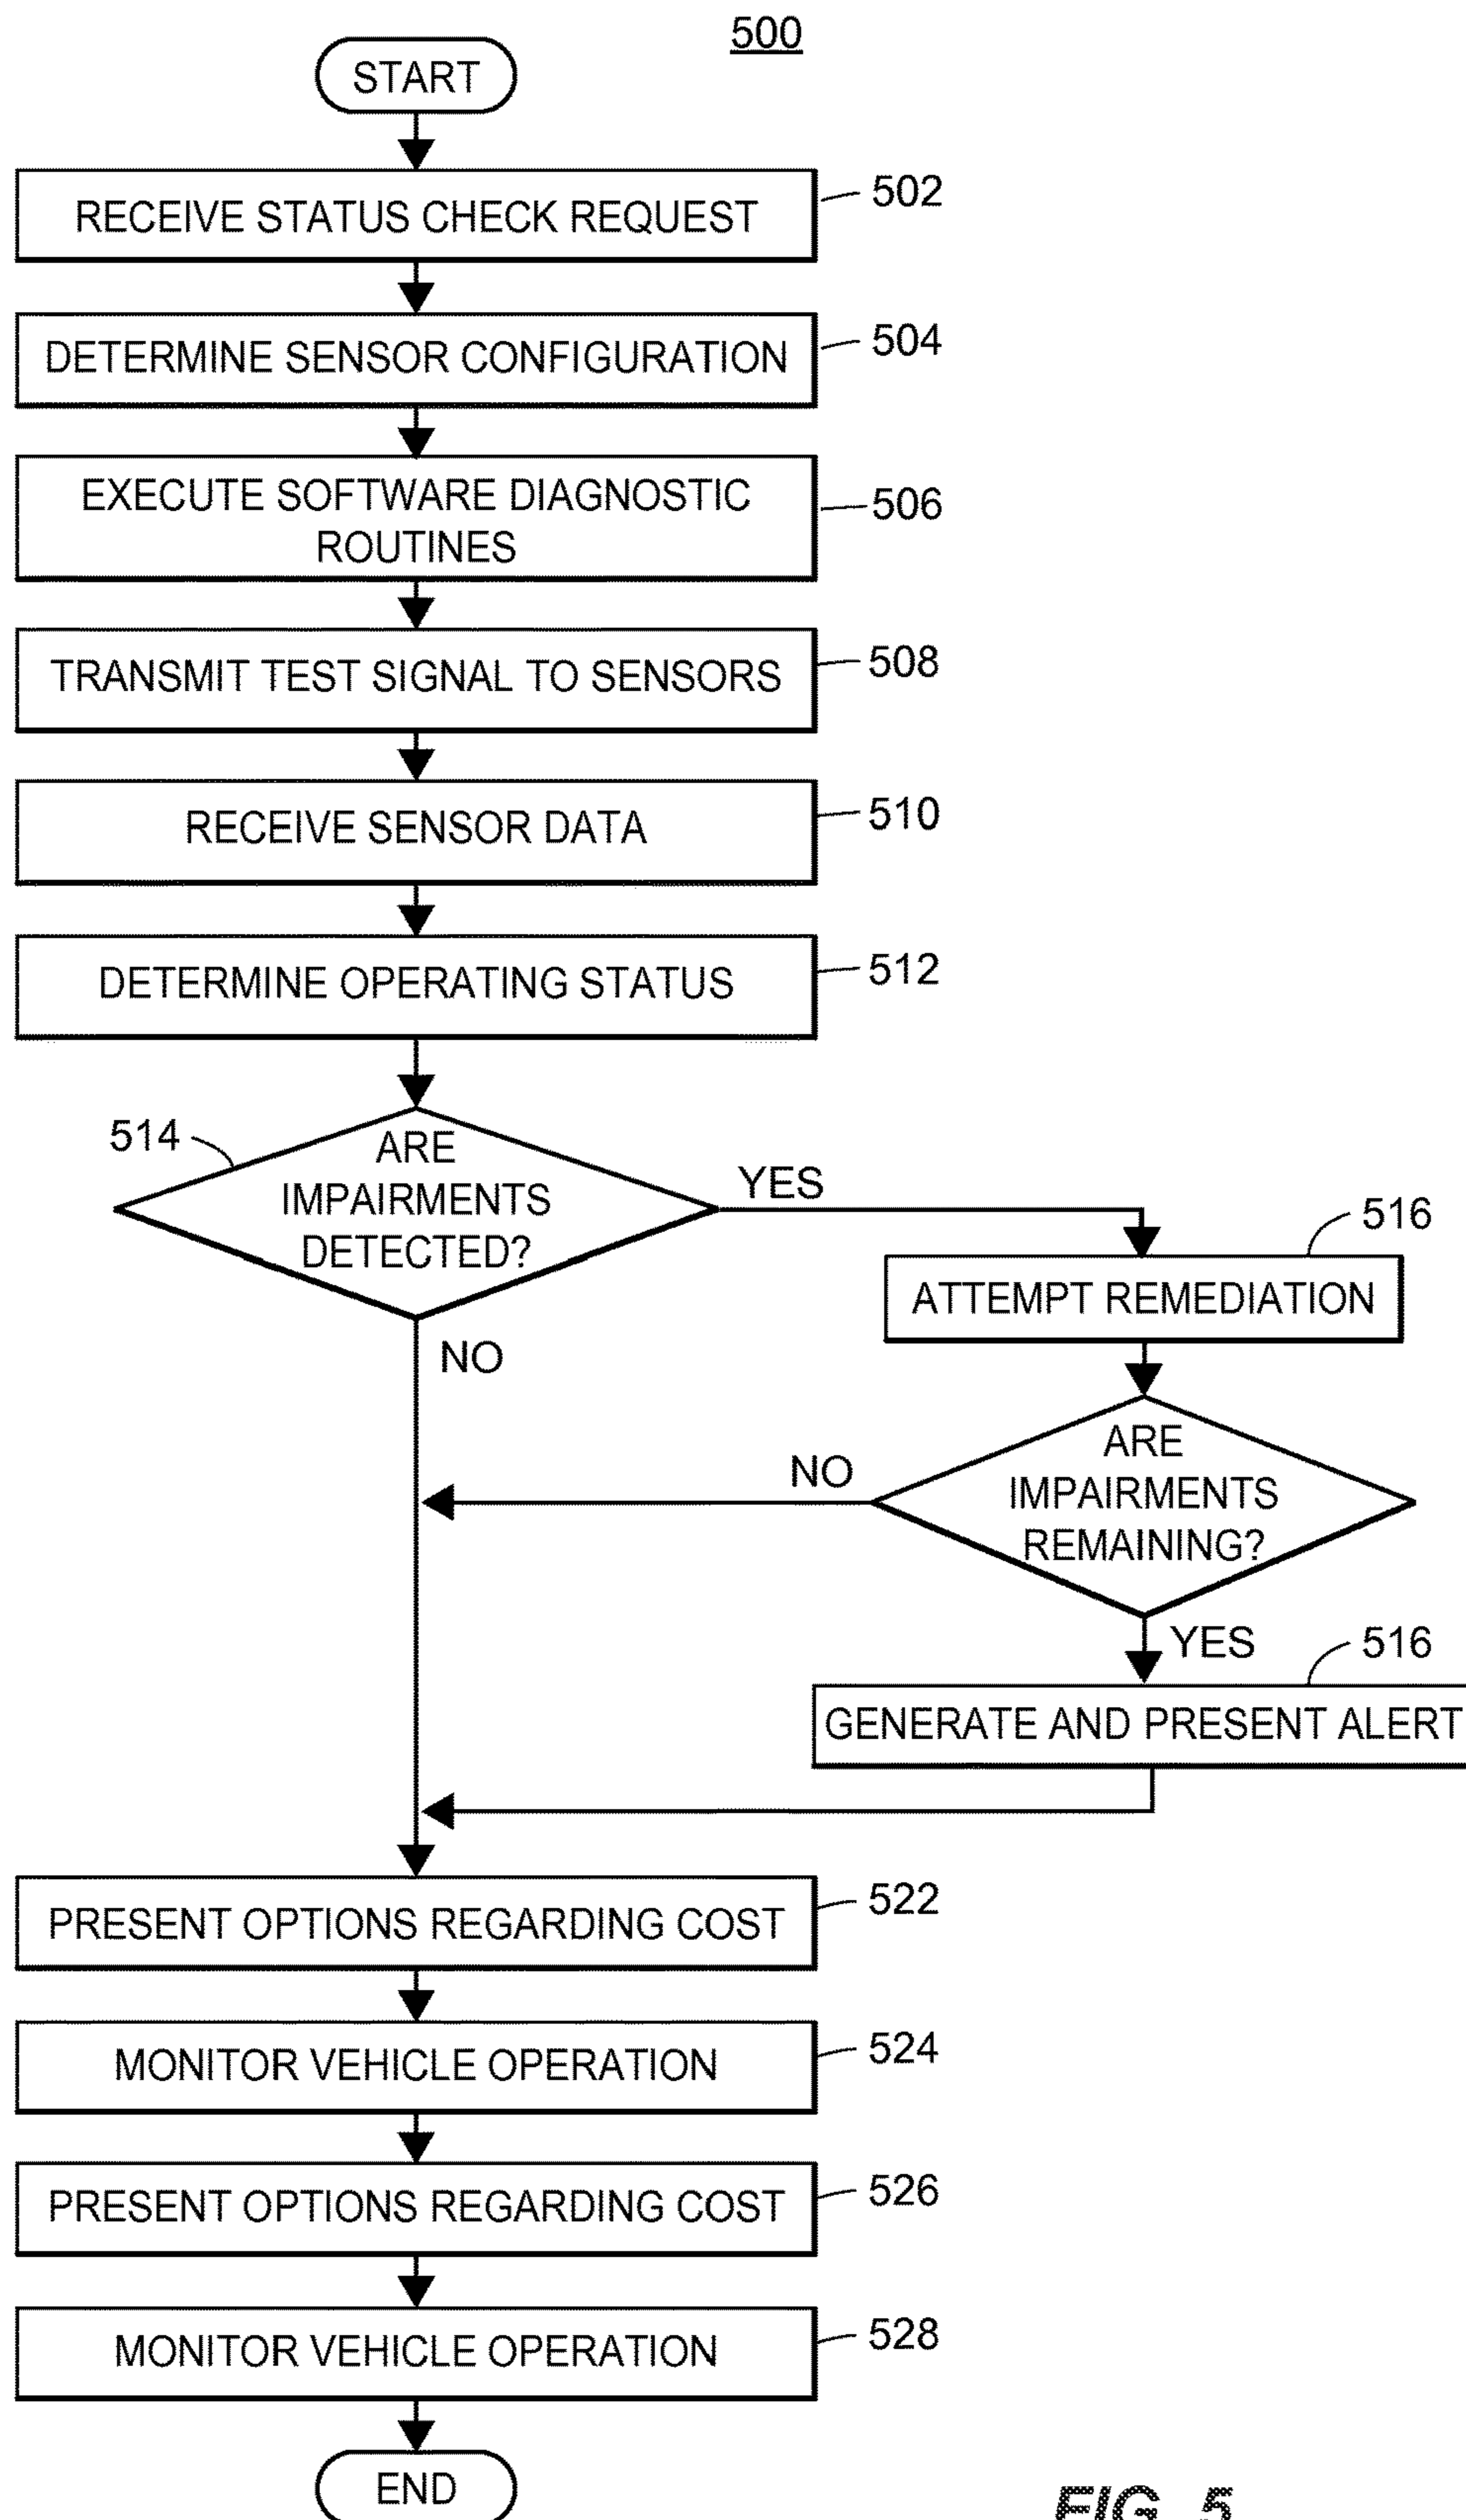 500
START
RECEIVE STATUS CHECK REQUEST
502
DETERMINE SENSOR CONFIGURATION
504
EXECUTE SOFTWARE DIAGNOSTIC
ROUTINES
506
TRANSMIT TEST SIGNAL TO SENSORS
508
RECEIVE SENSOR DATA
510
DETERMINE OPERATING STATUS
512
514
ARE
IMPAIRMENTS
DETECTED?
YES
NO
516
ATTEMPT REMEDIATION
ARE
IMPAIRMENTS
REMAINING?
NO
YES
516
GENERATE AND PRESENT ALERT
PRESENT OPTIONS REGARDING COST
522
MONITOR VEHICLE OPERATION
524
PRESENT OPTIONS REGARDING COST
526
MONITOR VEHICLE OPERATION
528
END
FIG. 5